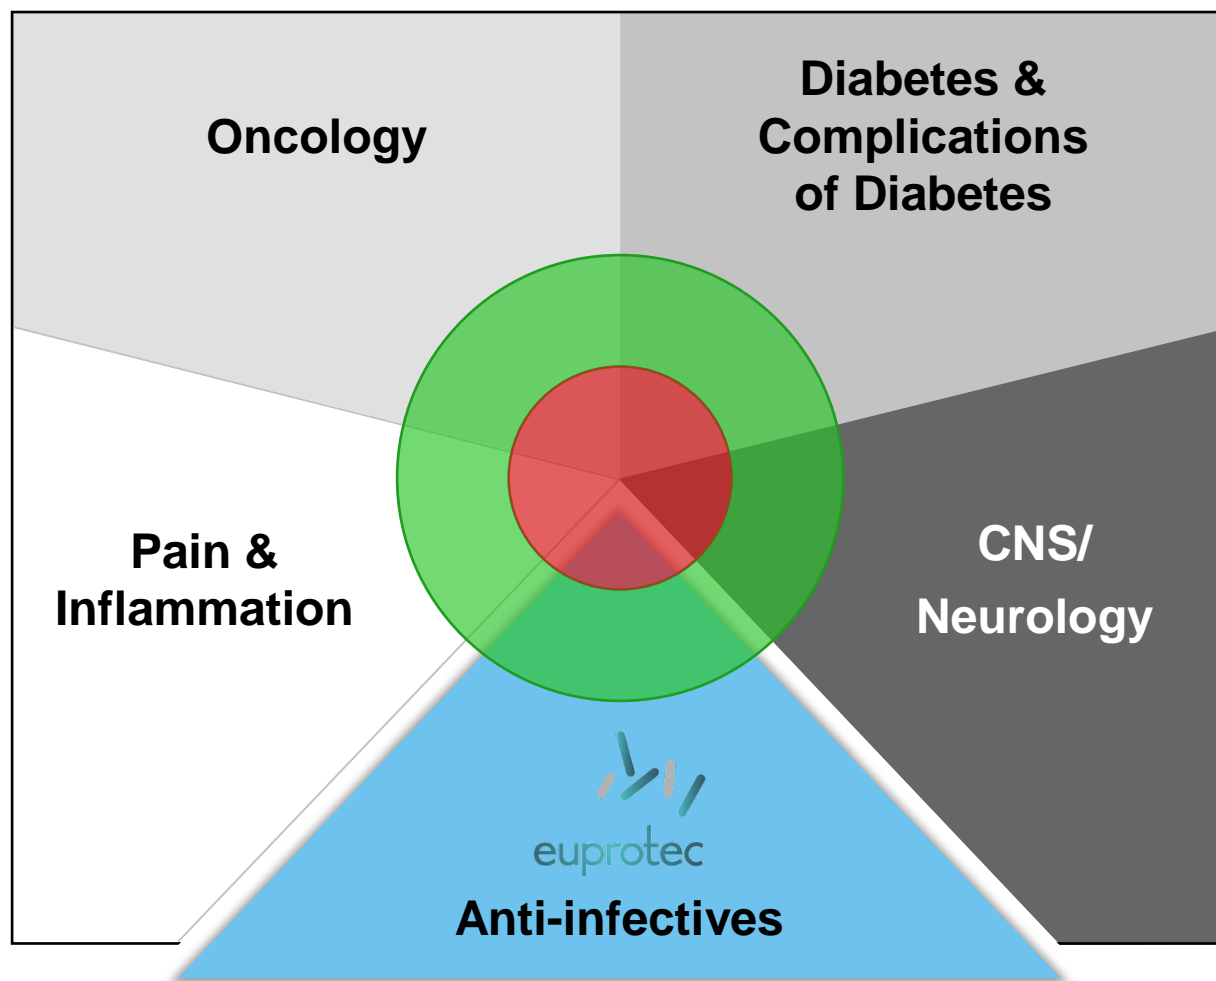 Oncology
Diabetes &
Complications
of Diabetes
Pain &
Inflammation
CNS/
Neurology
euprotec
Anti-infectives